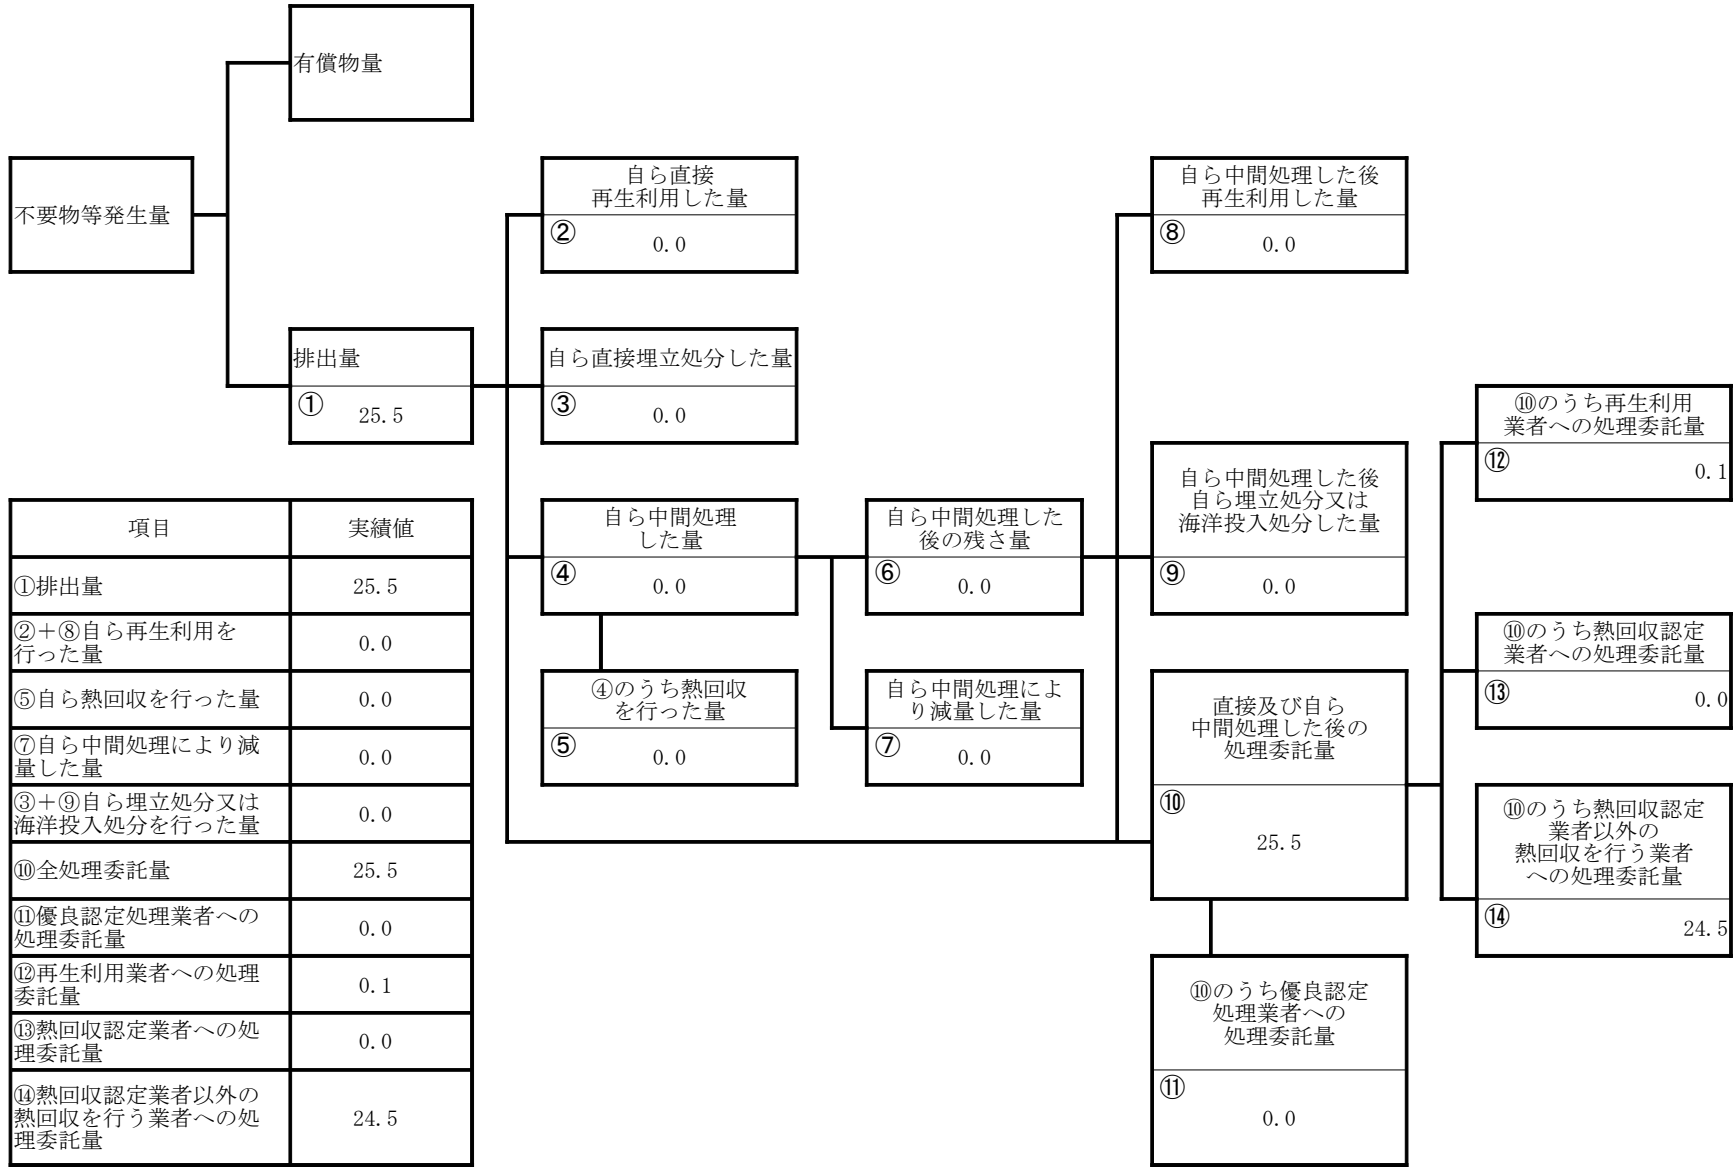 有償物量
不要物等発生量
自ら直接
再生利用した量
②
0.0
自ら中間処理した後
再生利用した量
⑧
0.0
排出量
①
25.5
自ら直接埋立処分した量
③
0.0
⑩のうち再生利用
業者への処理委託量
⑫
0.1
自ら中間処理した後
自ら埋立処分又は
海洋投入処分した量
⑨
0.0
自ら中間処理
した量
④
0.0
自ら中間処理した
後の残さ量
⑥
0.0
⑩のうち熱回収認定
業者への処理委託量
⑬
0.0
④のうち熱回収
を行った量
⑤
0.0
自ら中間処理によ
り減量した量
⑦
0.0
直接及び自ら
中間処理した後の
処理委託量
⑩
25.5
⑩のうち熱回収認定
業者以外の
熱回収を行う業者
への処理委託量
⑭
24.5
⑩のうち優良認定
処理業者への
処理委託量
⑪
0.0
項目 実績値
①排出量 25.5
②＋⑧自ら再生利用を
行った量 0.0
⑤自ら熱回収を行った量 0.0
⑦自ら中間処理により減
量した量 0.0
③＋⑨自ら埋立処分又は
海洋投入処分を行った量 0.0
⑩全処理委託量 25.5
⑪優良認定処理業者への
処理委託量 0.0
⑫再生利用業者への処理
委託量 0.1
⑬熱回収認定業者への処
理委託量 0.0
⑭熱回収認定業者以外の
熱回収を行う業者への処
理委託量 24.5